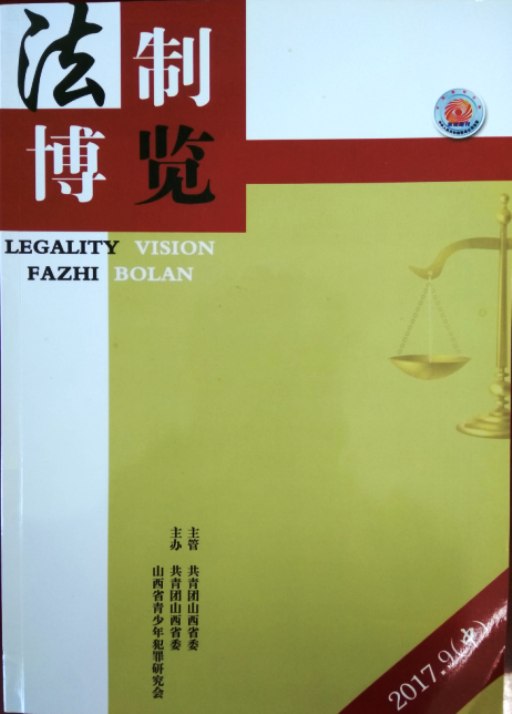 法制
博览
LEGALITY VISION
FAZHI BOLAN
主管 共青团山西省委
主办 共青团山西省委
山西省青少年犯罪研究会
2017.9(中)